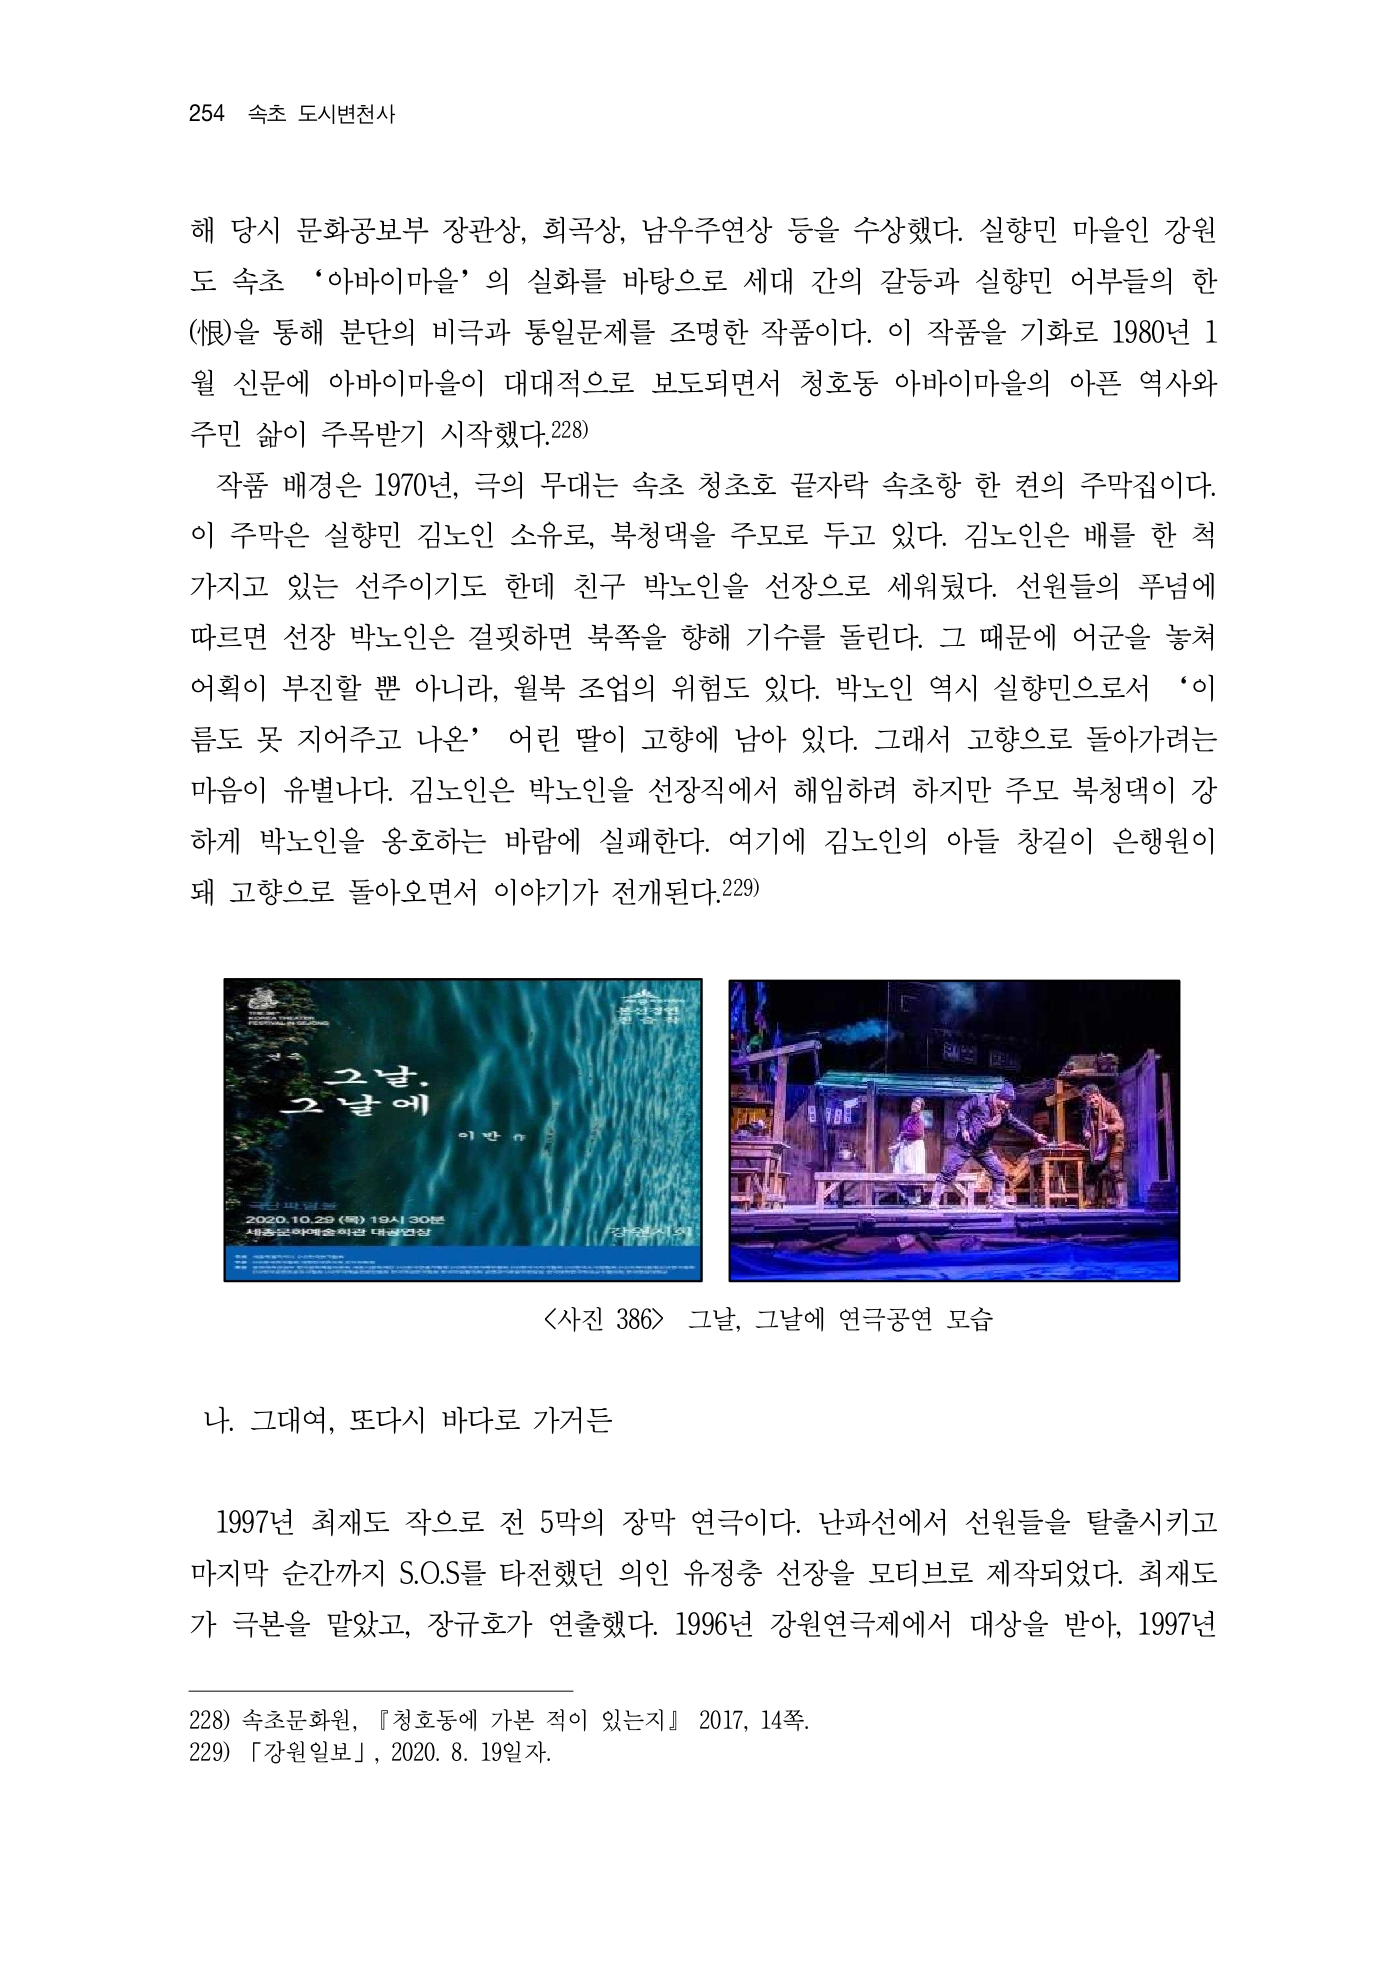 254 속초 도시변천사
해 당시 문화공보부 장관상, 희곡상, 남우주연상 등을 수상했다. 실향민 마을인 강원
도 속초 ‘아바이마을’의 실화를 바탕으로 세대 간의 갈등과 실향민 어부들의 한
(恨)을 통해 분단의 비극과 통일문제를 조명한 작품이다. 이 작품을 기화로 1980년 1
월 신문에 아바이마을이 대대적으로 보도되면서 청호동 아바이마을의 아픈 역사와
주민 삶이 주목받기 시작했다.228)
작품 배경은 1970년, 극의 무대는 속초 청초호 끝자락 속초항 한 켠의 주막집이다.
이 주막은 실향민 김노인 소유로, 북청댁을 주모로 두고 있다. 김노인은 배를 한 척
가지고 있는 선주이기도 한데 친구 박노인을 선장으로 세워뒀다. 선원들의 푸념에
따르면 선장 박노인은 걸핏하면 북쪽을 향해 기수를 돌린다. 그 때문에 어군을 놓쳐
어획이 부진할 뿐 아니라, 월북 조업의 위험도 있다. 박노인 역시 실향민으로서 ‘이
름도 못 지어주고 나온’ 어린 딸이 고향에 남아 있다. 그래서 고향으로 돌아가려는
마음이 유별나다. 김노인은 박노인을 선장직에서 해임하려 하지만 주모 북청댁이 강
하게 박노인을 옹호하는 바람에 실패한다. 여기에 김노인의 아들 창길이 은행원이
돼 고향으로 돌아오면서 이야기가 전개된다.229)
THE 38TH
KOREA THEATER
FESTIVAL IN SEJONG
본선경연
진출작
연극
그날,
그날에
이반 作
극단파람불
2020.10.29 (목) 19시 30분
세종문화예술회관 대공연장
강원지회
<사진 386> 그날, 그날에 연극공연 모습
나. 그대여, 또다시 바다로 가거든
1997년 최재도 작으로 전 5막의 장막 연극이다. 난파선에서 선원들을 탈출시키고
마지막 순간까지 S.O.S를 타전했던 의인 유정충 선장을 모티브로 제작되었다. 최재도
가 극본을 맡았고, 장규호가 연출했다. 1996년 강원연극제에서 대상을 받아, 1997년
228) 속초문화원, 『청호동에 가본 적이 있는지』 2017, 14쪽.
229) 「강원일보」, 2020. 8. 19일자.